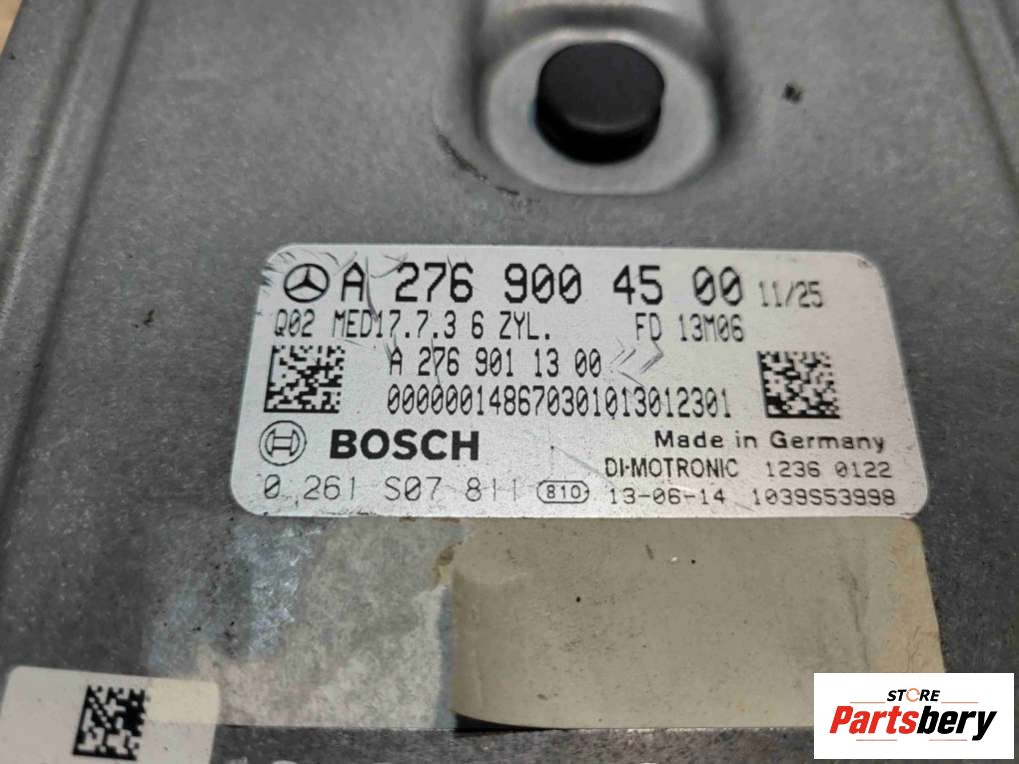 A 276 900 45 00 11/25
Q02 MED17.7.3 6 ZYL. FD 13M06
A 276 901 13 00
000000148670301013012301
BOSCH Made in Germany
DI-MOTRONIC 1236 0122
0 261 S07 811 810 13-06-14 1039S53998
STORE
Partsbery